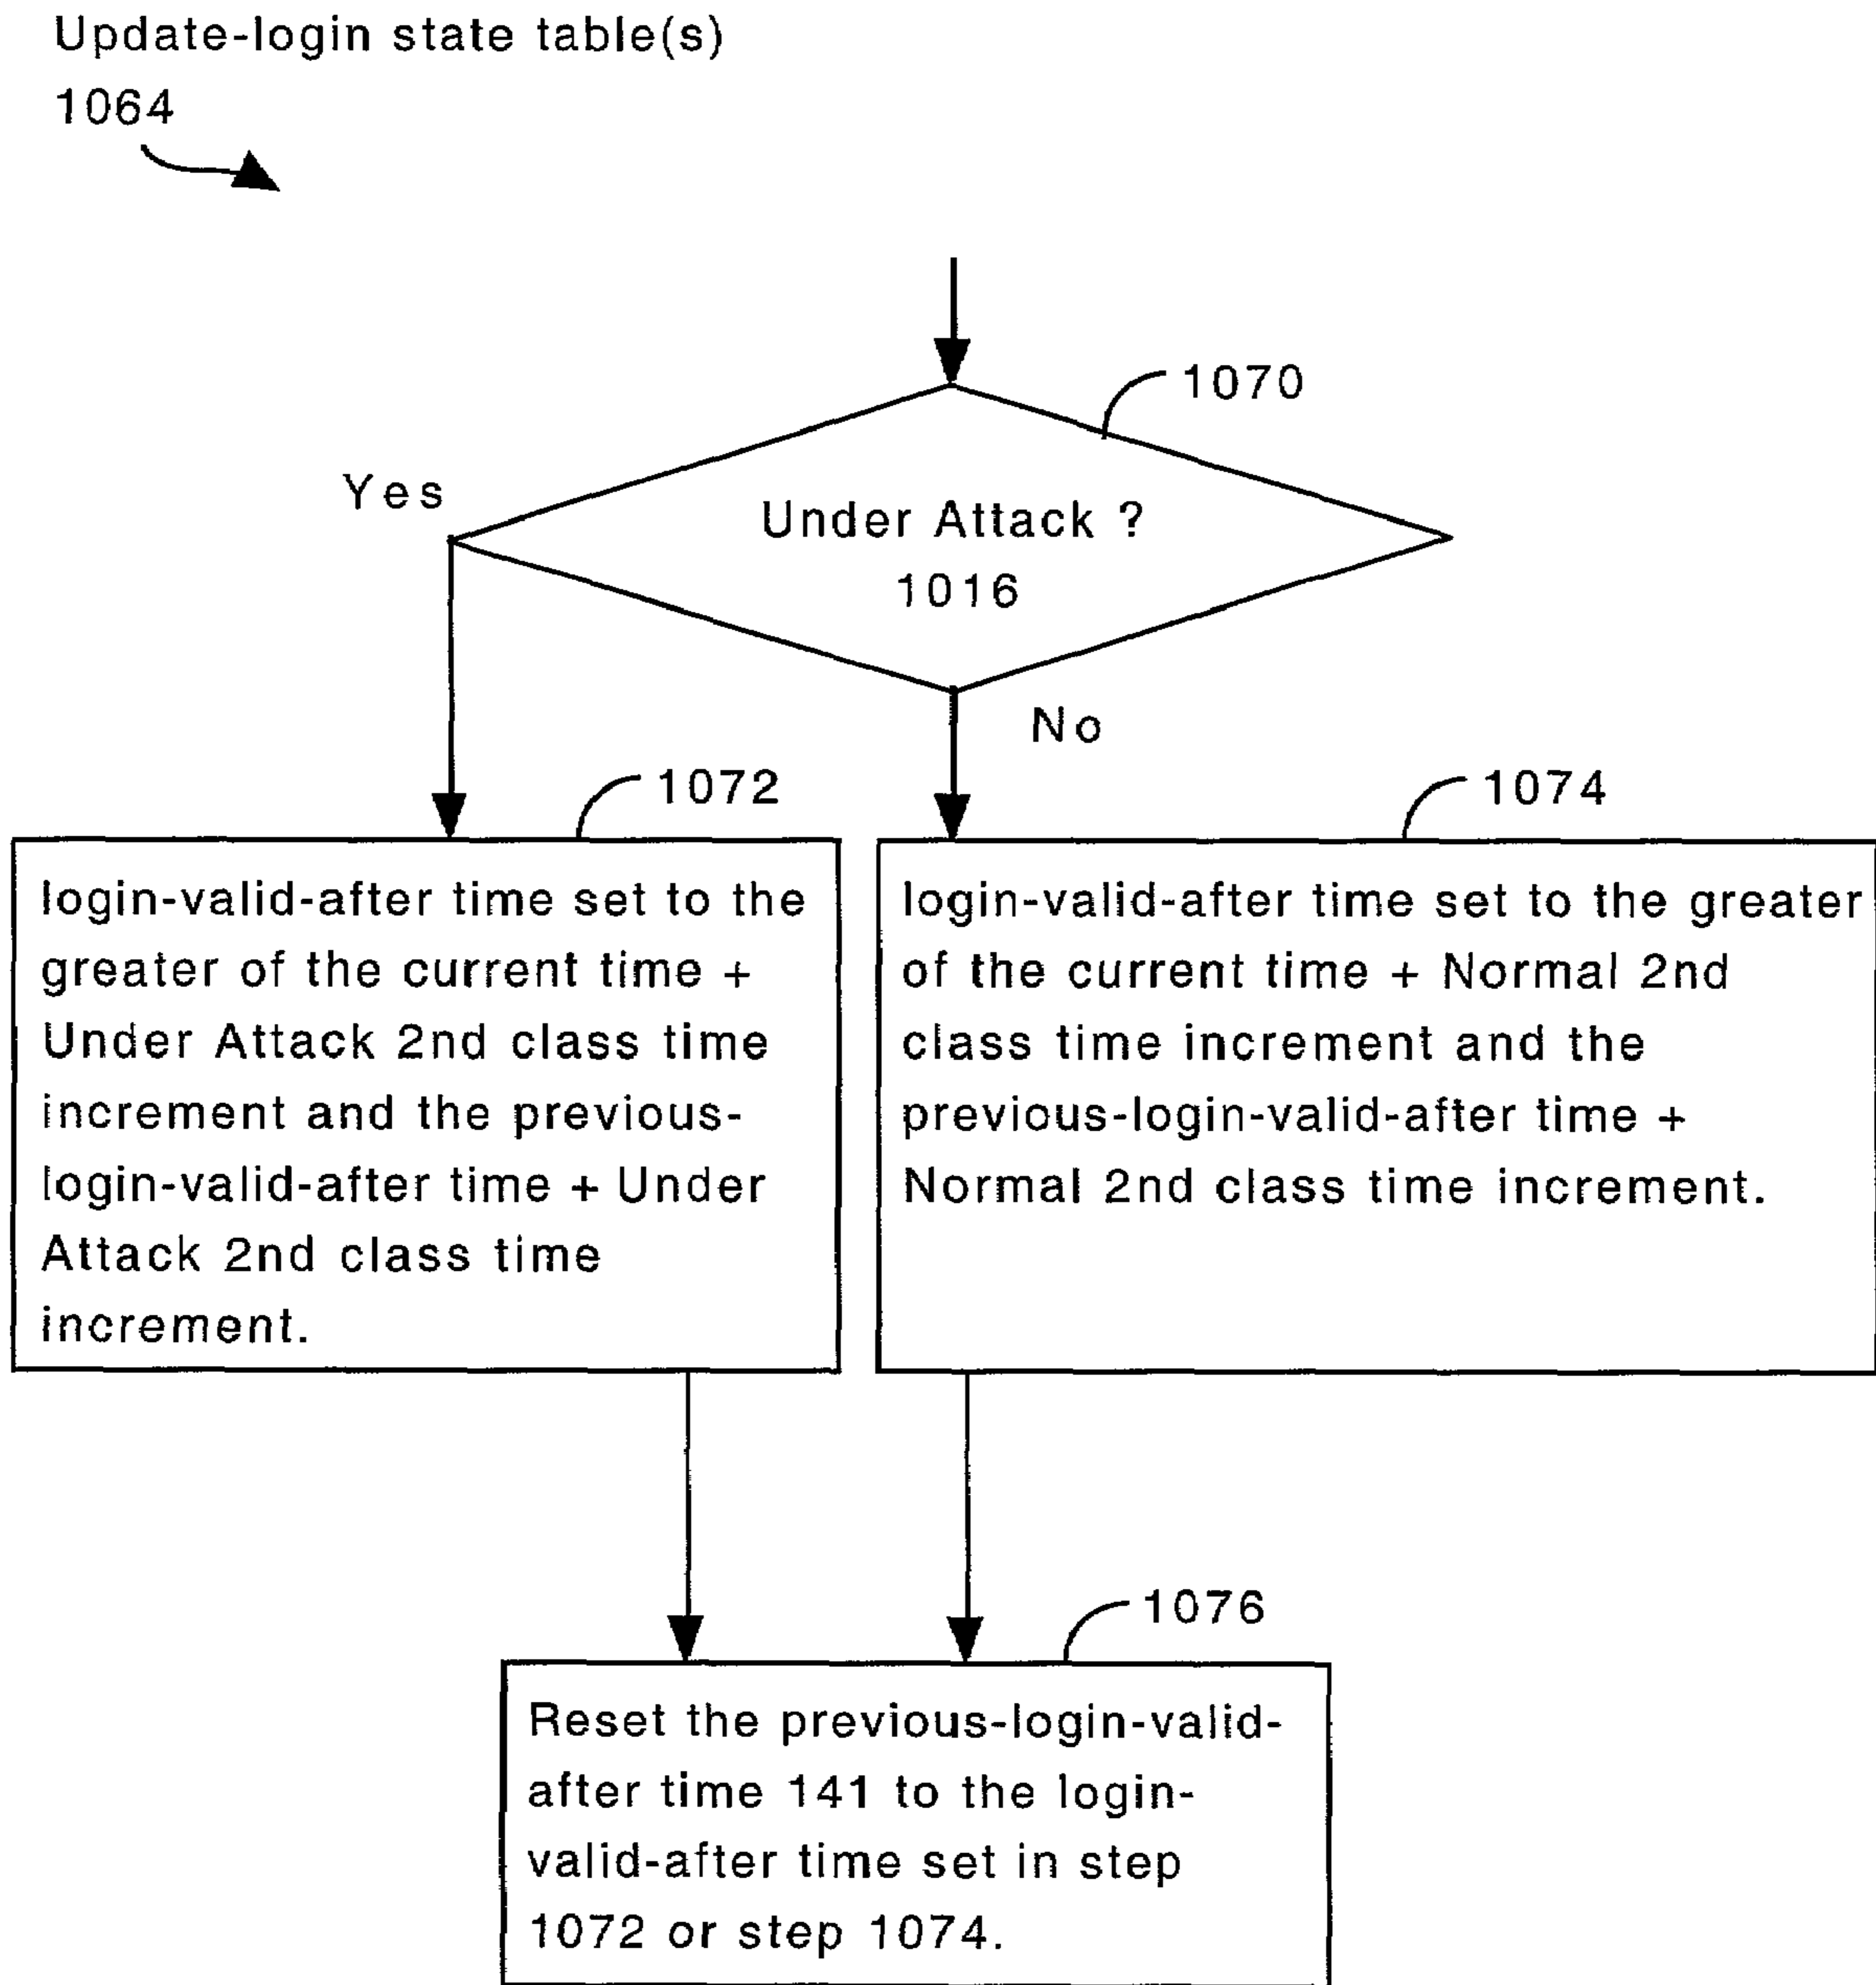 Update-login state table(s)
1064
1070
Yes
Under Attack ?
1016
No
1072
login-valid-after time set to the
greater of the current time +
Under Attack 2nd class time
increment and the previous-
login-valid-after time + Under
Attack 2nd class time
increment.
1074
login-valid-after time set to the greater
of the current time + Normal 2nd
class time increment and the
previous-login-valid-after time +
Normal 2nd class time increment.
1076
Reset the previous-login-valid-
after time 141 to the login-
valid-after time set in step
1072 or step 1074.